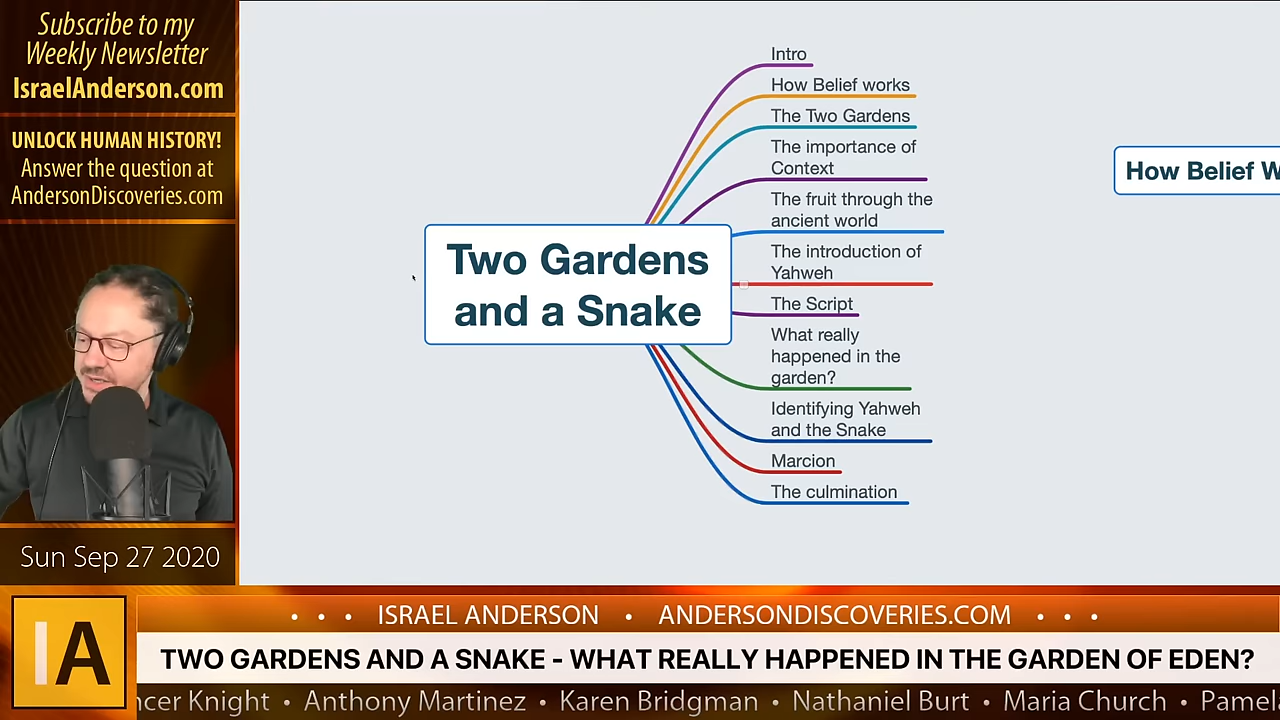 Subscribe to my
Weekly Newsletter
IsraelAnderson.com
UNLOCK HUMAN HISTORY!
Answer the question at
AndersonDiscoveries.com
Sun Sep 27 2020
Two Gardens
and a Snake
Intro
How Belief works
The Two Gardens
The importance of
Context
The fruit through the
ancient world
The introduction of
Yahweh
The Script
What really
happened in the
garden?
Identifying Yahweh
and the Snake
Marcion
The culmination
How Belief W
IA
• • • ISRAEL ANDERSON • ANDERSONDISCOVERIES.COM • • •
TWO GARDENS AND A SNAKE - WHAT REALLY HAPPENED IN THE GARDEN OF EDEN?
ncer Knight • Anthony Martinez • Karen Bridgman • Nathaniel Burt • Maria Church • Pamel